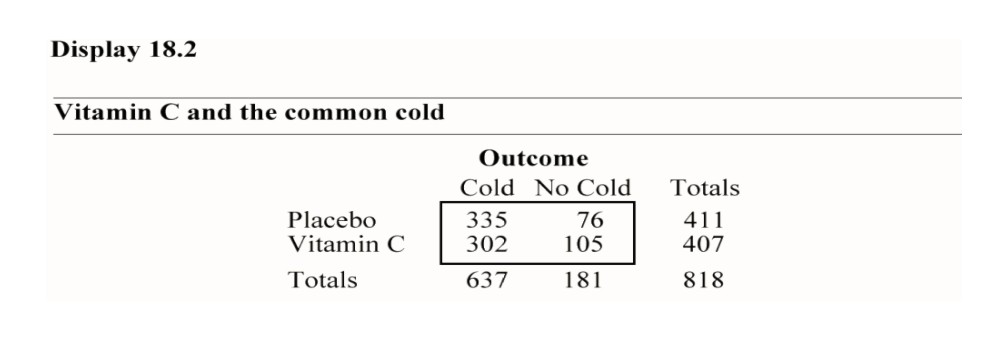 Display 18.2
Vitamin C and the common cold
Outcome
Cold No Cold Totals
Placebo 335 76 411
Vitamin C 302 105 407
Totals 637 181 818